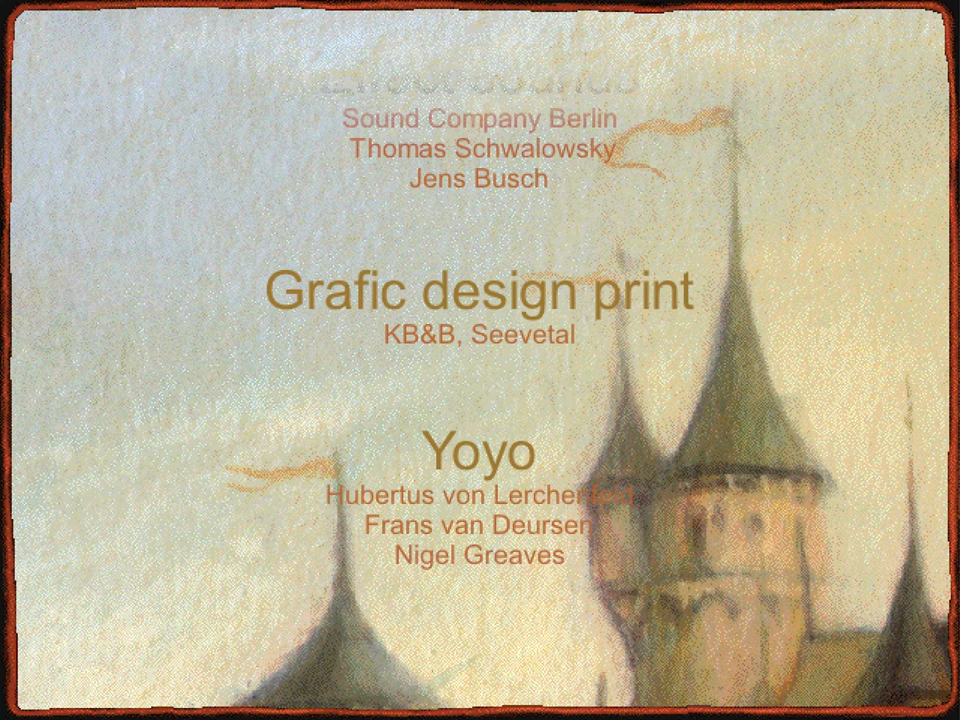 Sound Company Berlin
Thomas Schwalowsky
Jens Busch
Grafic design print
KB&B, Seevetal
Yoyo
Hubertus von Lerchenfeld
Frans van Deursen
Nigel Greaves